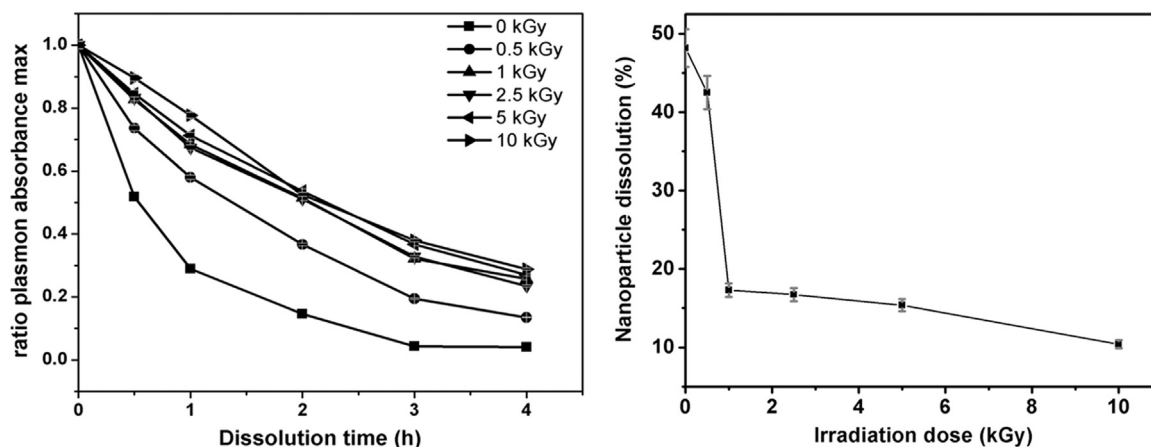 ratio plasmon absorbance max
1.0
0.8
0.6
0.4
0.2
0.0
0 1 2 3 4
Dissolution time (h)
0 kGy
0.5 kGy
1 kGy
2.5 kGy
5 kGy
10 kGy
Nanoparticle dissolution (%)
50
40
30
20
10
0 2 4 6 8 10
Irradiation dose (kGy)